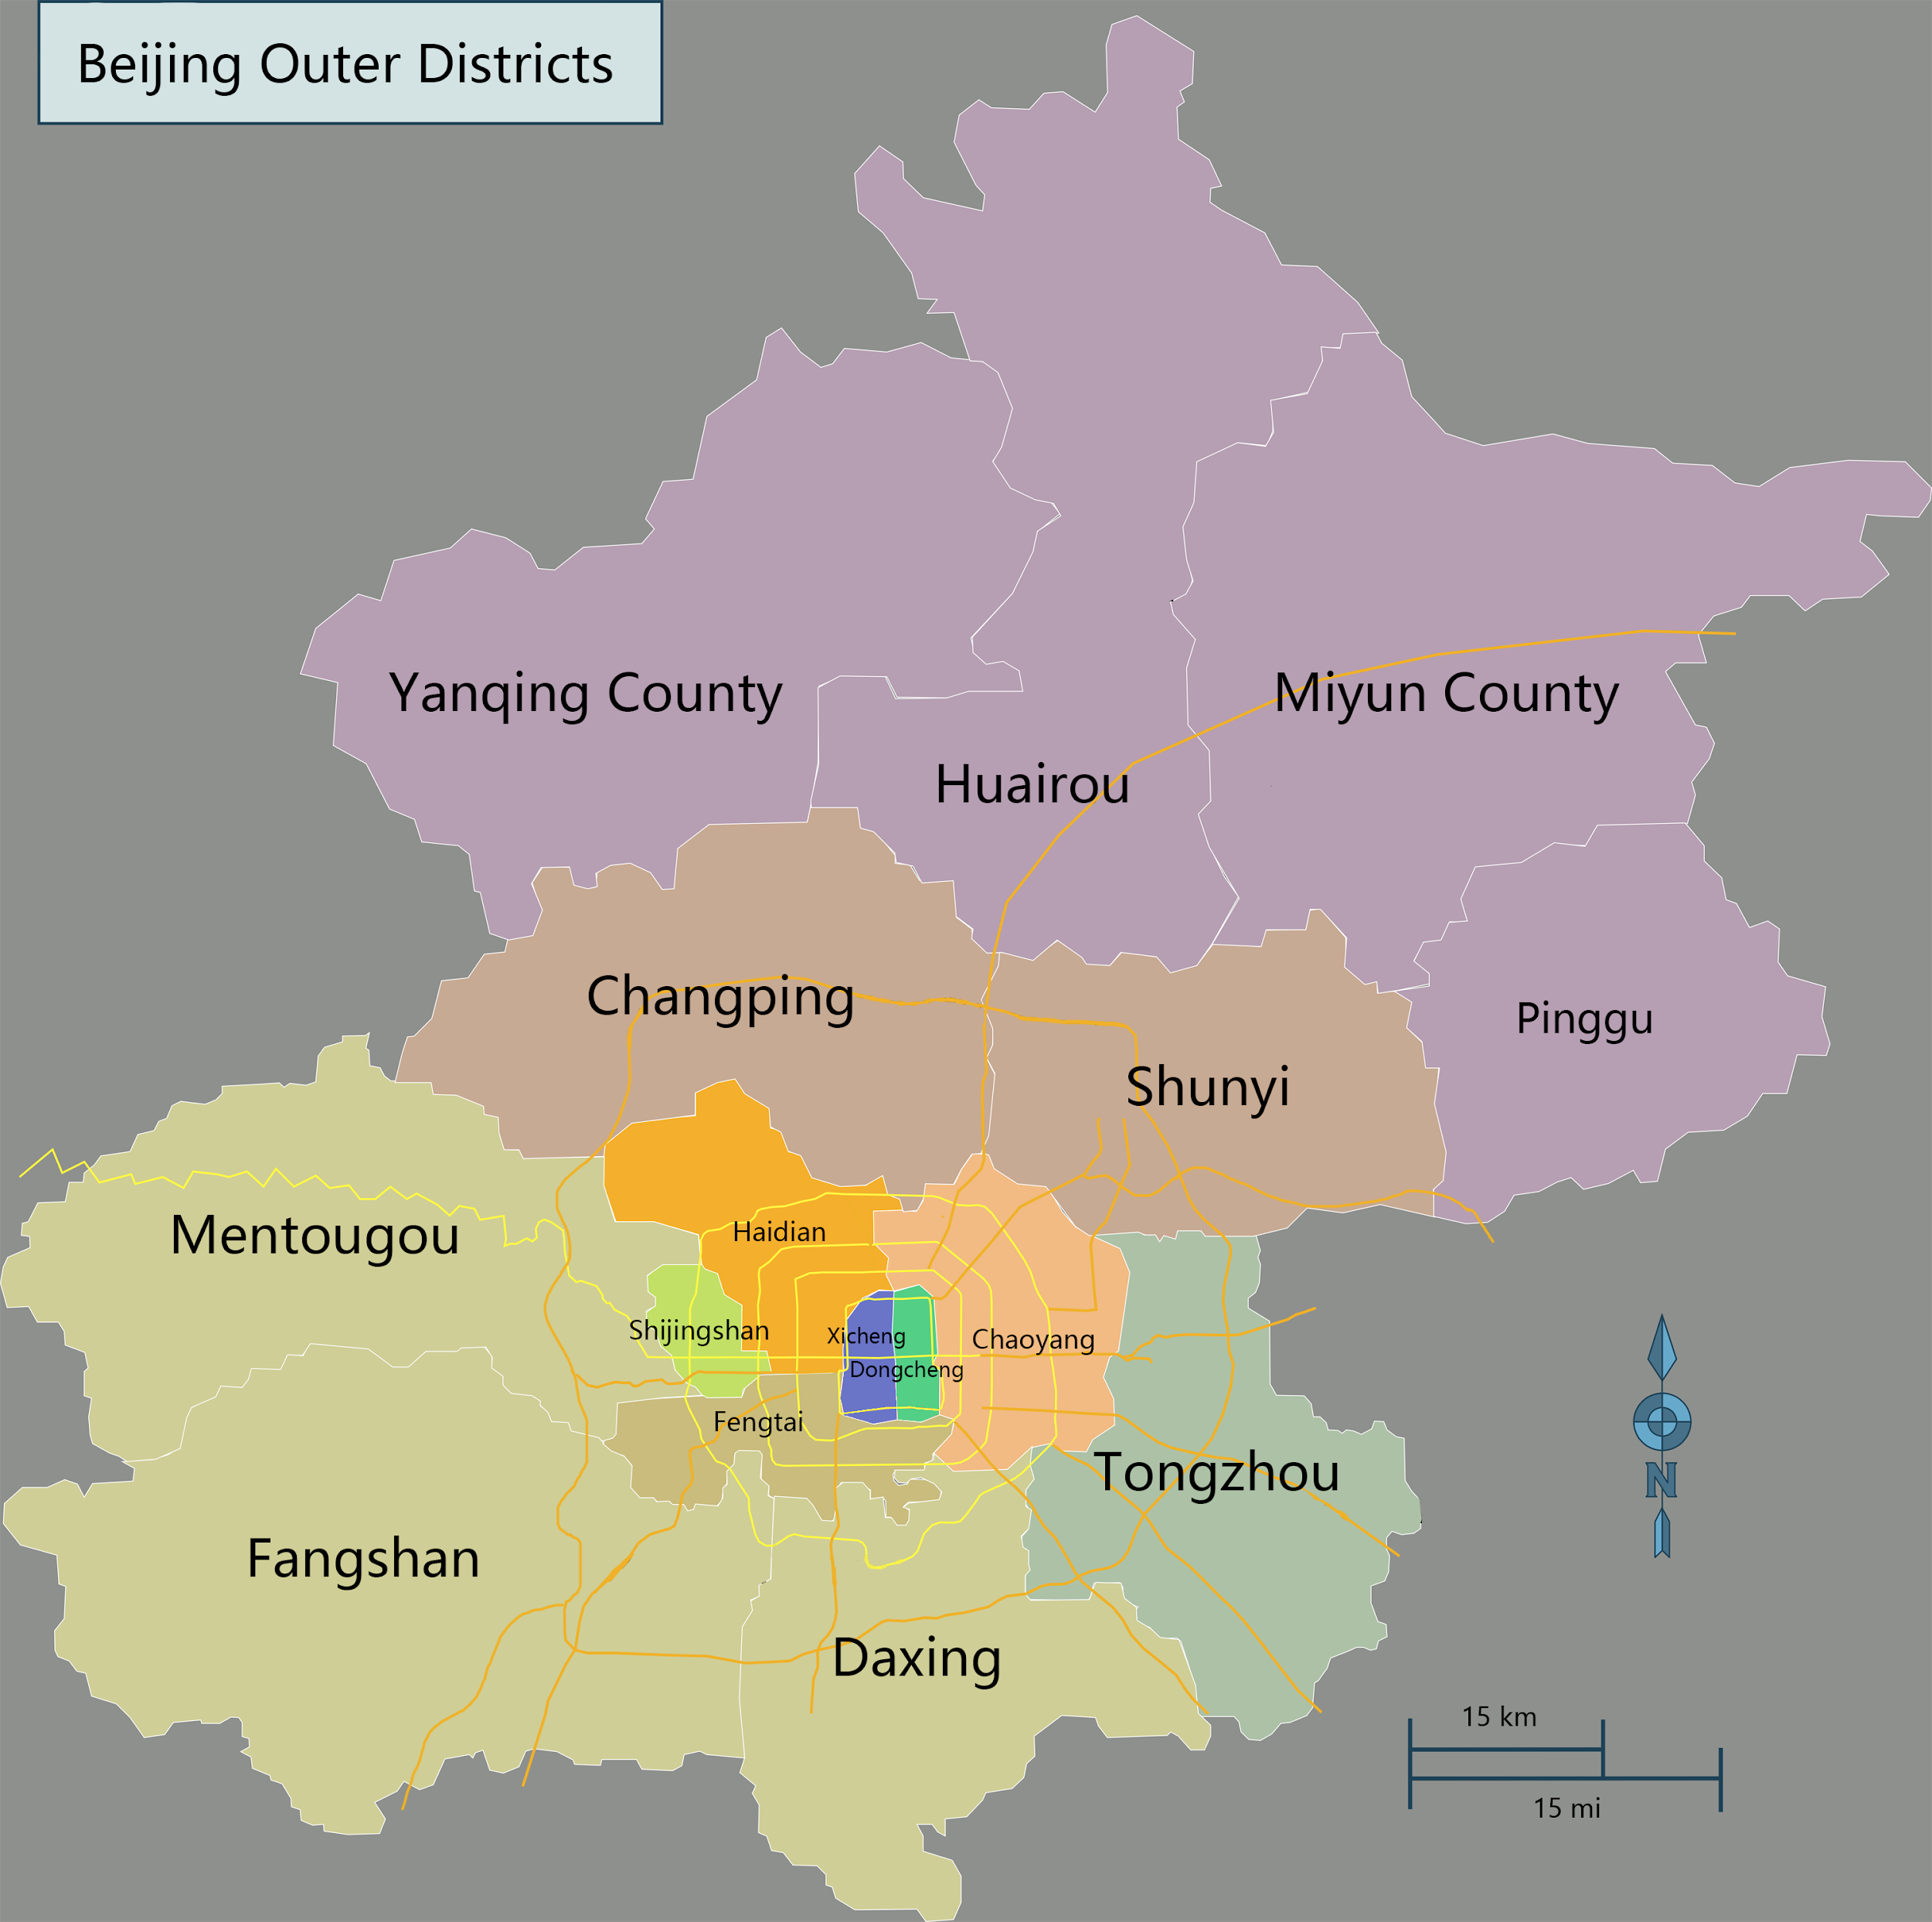 Beijing Outer Districts
Yanqing County
Miyun County
Huairou
Changping
Pinggu
Shunyi
Mentougou
Haidian
Shijingshan
Xicheng
Chaoyang
Dongcheng
Fengtai
Tongzhou
N
Fangshan
Daxing
15 km
15 mi